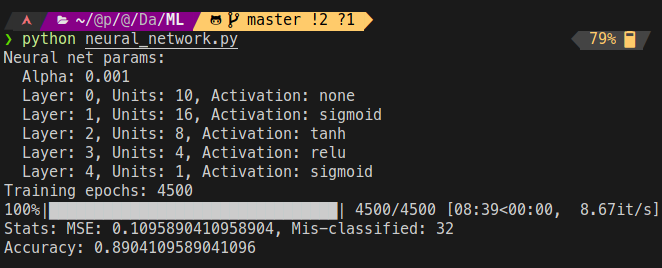 ~/@p/@/Da/ML master !2 ?1
❯ python neural_network.py 79%
Neural net params:
  Alpha: 0.001
  Layer: 0, Units: 10, Activation: none
  Layer: 1, Units: 16, Activation: sigmoid
  Layer: 2, Units: 8, Activation: tanh
  Layer: 3, Units: 4, Activation: relu
  Layer: 4, Units: 1, Activation: sigmoid
Training epochs: 4500
100%|██████████████████████████████| 4500/4500 [08:39<00:00,  8.67it/s]
Stats: MSE: 0.1095890410958904, Mis-classified: 32
Accuracy: 0.8904109589041096